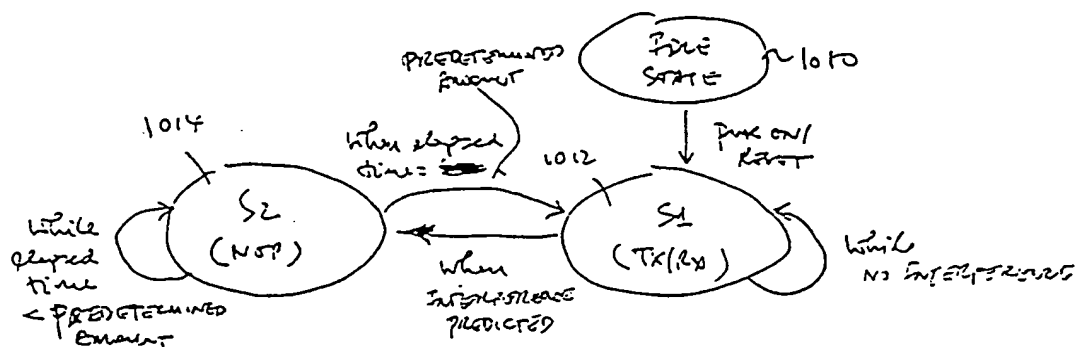 IDLE
STATE
1010
PREDETERMINED
AMOUNT
1014
When elapsed
time =
1012
PWR ON/
RESET
S2
(NOP)
S1
(TX/RX)
While
elapsed
time
< PREDETERMINED
AMOUNT
When
INTERFERENCE
PREDICTED
While
NO INTERFERENCE